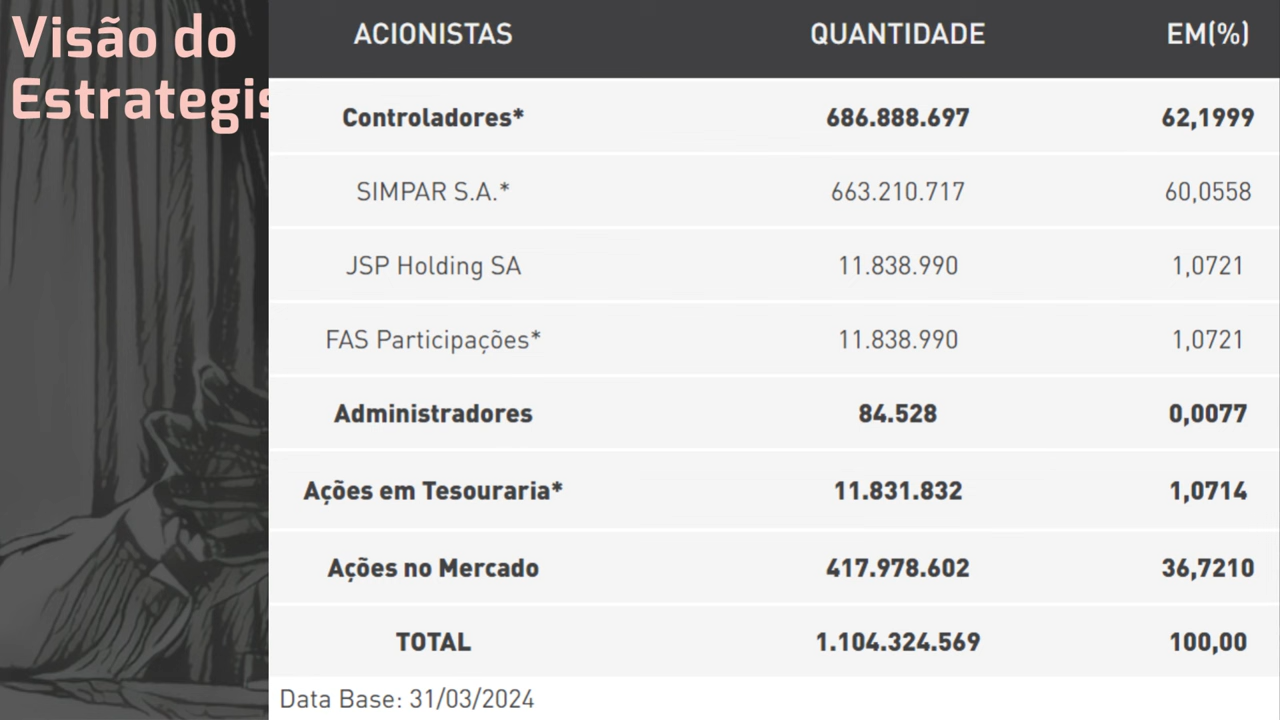 Visão do
Estrategis
ACIONISTAS QUANTIDADE EM(%)
Controladores* 686.888.697 62,1999
SIMPAR S.A.* 663.210.717 60,0558
JSP Holding SA 11.838.990 1,0721
FAS Participações* 11.838.990 1,0721
Administradores 84.528 0,0077
Ações em Tesouraria* 11.831.832 1,0714
Ações no Mercado 417.978.602 36,7210
TOTAL 1.104.324.569 100,00
Data Base: 31/03/2024